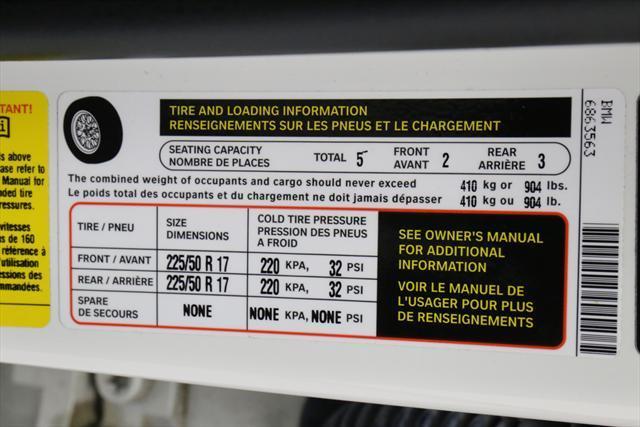 TANT!
i
s above
ase refer to
Manual for
nded tire
ressures.
vitesses
us de 160
référence à
'utilisation
essions des
mmandées.
TIRE AND LOADING INFORMATION
RENSEIGNEMENTS SUR LES PNEUS ET LE CHARGEMENT
SEATING CAPACITY
NOMBRE DE PLACES
TOTAL 5
FRONT
AVANT 2
REAR
ARRIÈRE 3
The combined weight of occupants and cargo should never exceed 410 kg or 904 lbs.
Le poids total des occupants et du chargement ne doit jamais dépasser 410 kg ou 904 lb.
TIRE / PNEU
SIZE
DIMENSIONS
COLD TIRE PRESSURE
PRESSION DES PNEUS
A FROID
FRONT / AVANT 225/50 R 17 220 KPA, 32 PSI
REAR / ARRIÈRE 225/50 R 17 220 KPA, 32 PSI
SPARE
DE SECOURS
NONE NONE KPA, NONE PSI
SEE OWNER'S MANUAL
FOR ADDITIONAL
INFORMATION
VOIR LE MANUEL DE
L'USAGER POUR PLUS
DE RENSEIGNEMENTS
BMW
6863563